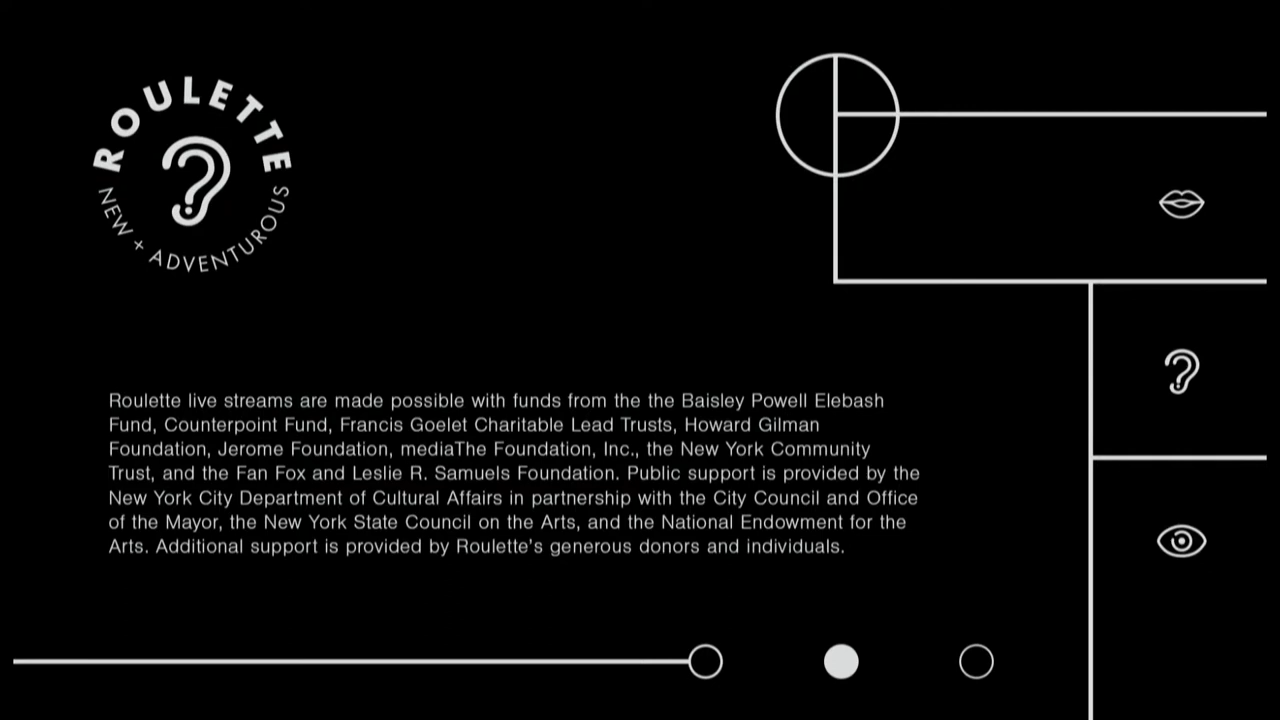 ROULETTE
NEW + ADVENTUROUS
Roulette live streams are made possible with funds from the the Baisley Powell Elebash
Fund, Counterpoint Fund, Francis Goelet Charitable Lead Trusts, Howard Gilman
Foundation, Jerome Foundation, mediaThe Foundation, Inc., the New York Community
Trust, and the Fan Fox and Leslie R. Samuels Foundation. Public support is provided by the
New York City Department of Cultural Affairs in partnership with the City Council and Office
of the Mayor, the New York State Council on the Arts, and the National Endowment for the
Arts. Additional support is provided by Roulette's generous donors and individuals.